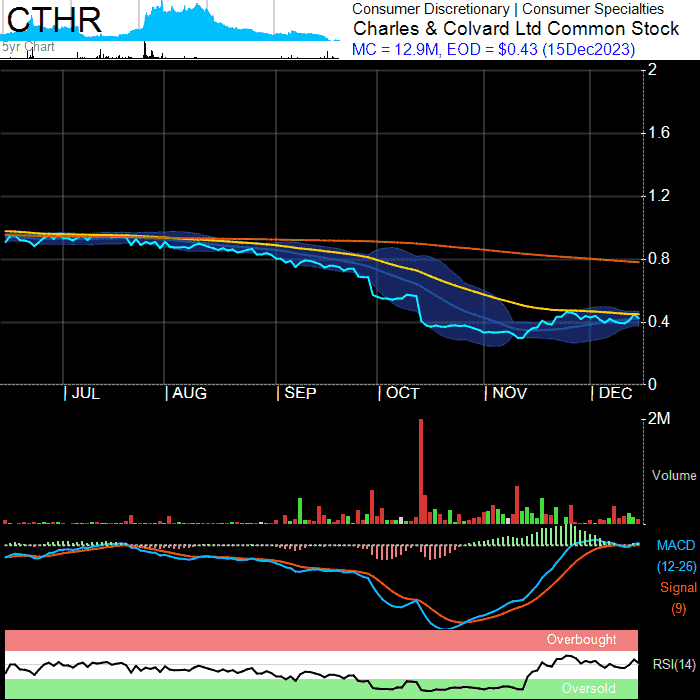 CTHR
5yr Chart
Consumer Discretionary | Consumer Specialties
Charles & Colvard Ltd Common Stock
MC = 12.9M, EOD = $0.43 (15Dec2023)
2
1.6
1.2
0.8
0.4
0
| JUL | AUG | SEP | OCT | NOV | DEC
2M
Volume
MACD
(12-26)
Signal
(9)
Overbought
RSI(14)
Oversold